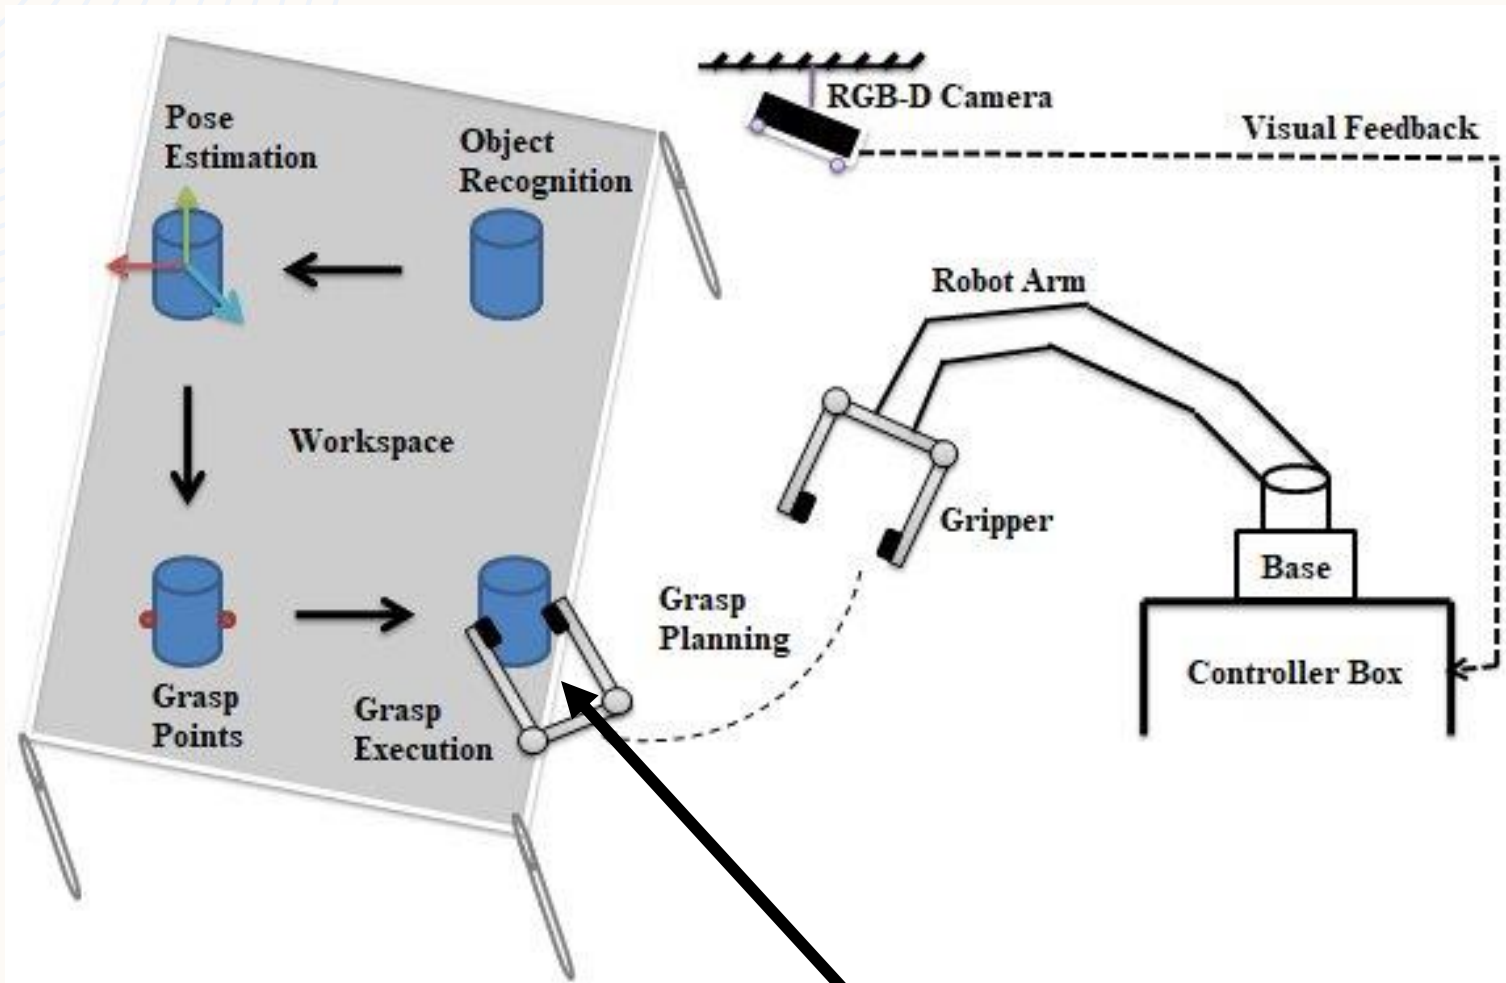 RGB-D Camera
Visual Feedback
Pose
Estimation
Object
Recognition
Robot Arm
Workspace
Gripper
Base
Grasp
Planning
Controller Box
Grasp
Points
Grasp
Execution